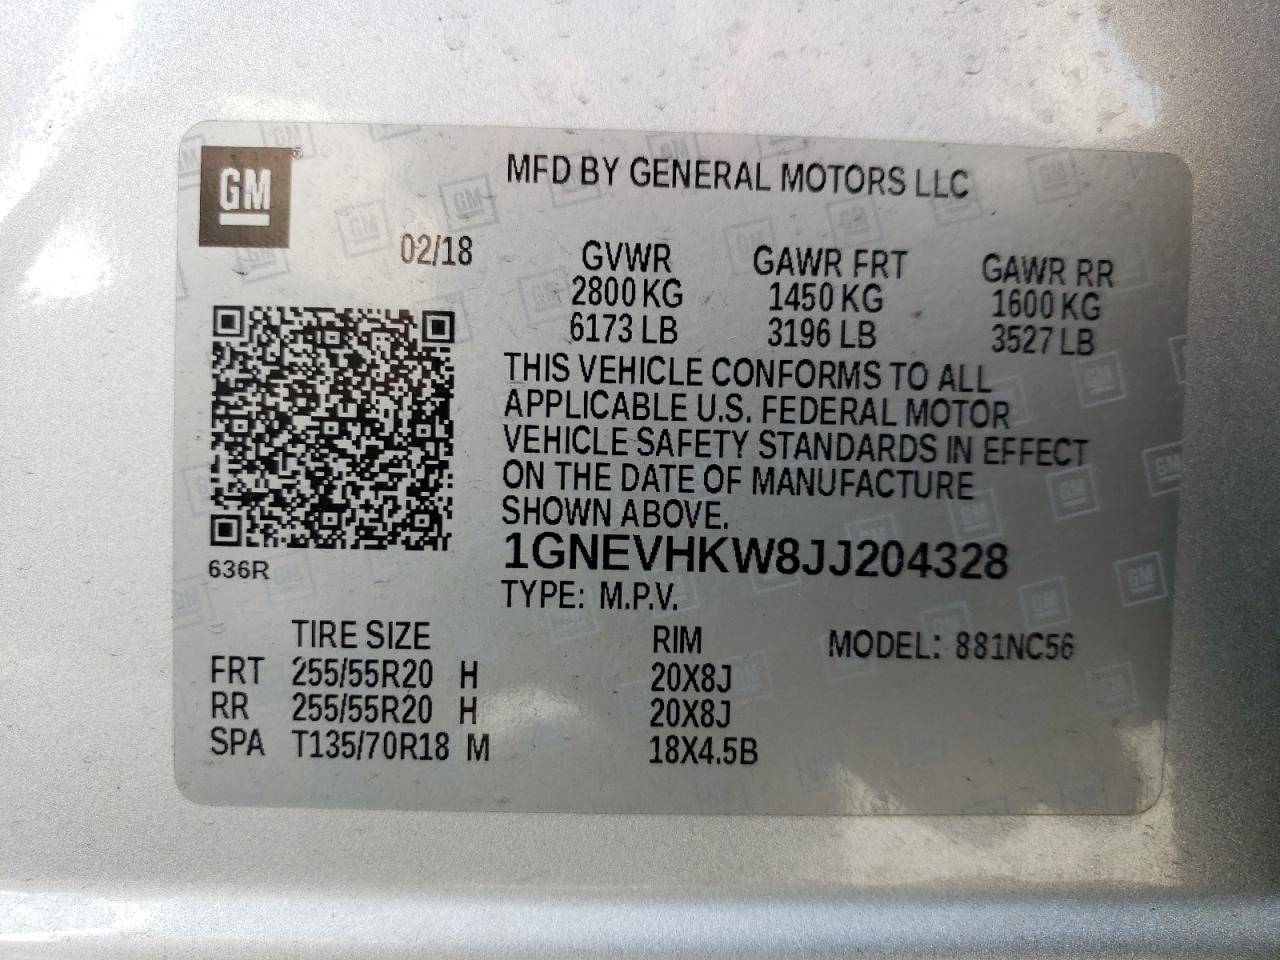 GM
MFD BY GENERAL MOTORS LLC
02/18
GVWR GAWR FRT GAWR RR
2800 KG 1450 KG 1600 KG
6173 LB 3196 LB 3527 LB
THIS VEHICLE CONFORMS TO ALL
APPLICABLE U.S. FEDERAL MOTOR
VEHICLE SAFETY STANDARDS IN EFFECT
ON THE DATE OF MANUFACTURE
SHOWN ABOVE.
636R
1GNEVHKW8JJ204328
TYPE: M.P.V.
TIRE SIZE RIM MODEL: 881NC56
FRT 255/55R20 H 20X8J
RR 255/55R20 H 20X8J
SPA T135/70R18 M 18X4.5B